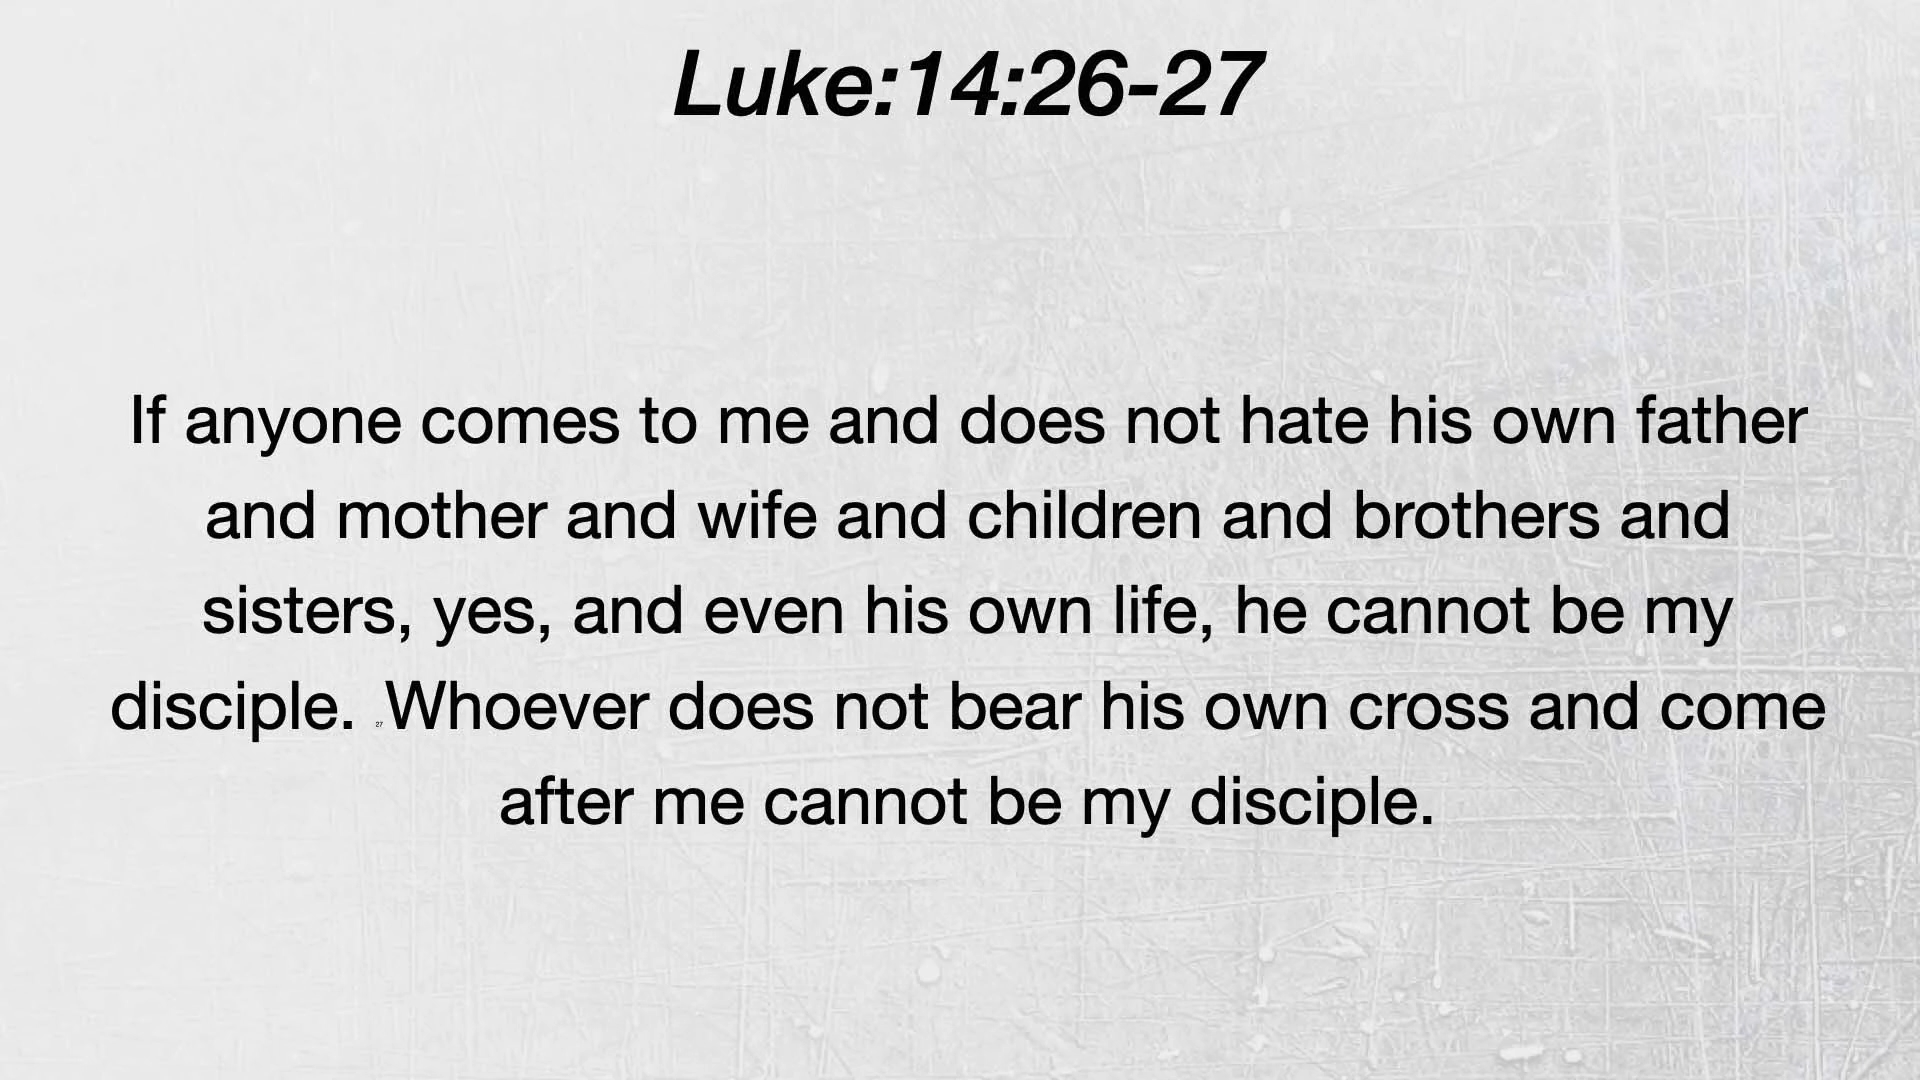 Luke:14:26-27
If anyone comes to me and does not hate his own father
and mother and wife and children and brothers and
sisters, yes, and even his own life, he cannot be my
disciple. 27 Whoever does not bear his own cross and come
after me cannot be my disciple.